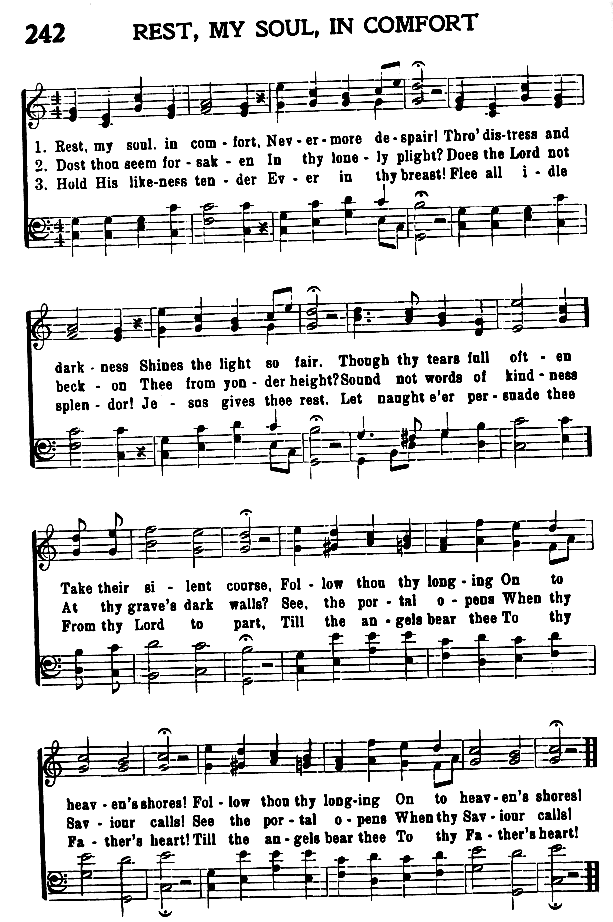 242 REST, MY SOUL, IN COMFORT
1. Rest, my soul, in com - fort, Nev - er - more de - spair! Thro' dis - tress and
2. Dost thou seem for - sak - en In thy lone - ly plight? Does the Lord not
3. Hold His like - ness ten - der Ev - er in thy breast! Flee all i - dle
dark - ness Shines the light so fair. Though thy tears fall oft - en
beck - on Thee from yon - der height? Sound not words of kind - ness
splen - dor! Je - sus gives thee rest. Let naught e'er per - suade thee
Take their si - lent course, Fol - low thou thy long - ing On to
At thy grave's dark walls? See, the por - tal o - pens When thy
From thy Lord to part, Till the an - gels bear thee To thy
heav - en's shores! Fol - low thou thy long - ing On to heav - en's shores!
Sav - iour calls! See the por - tal o - pens When thy Sav - iour calls!
Fa - ther's heart! Till the an - gels bear thee To thy Fa - ther's heart!